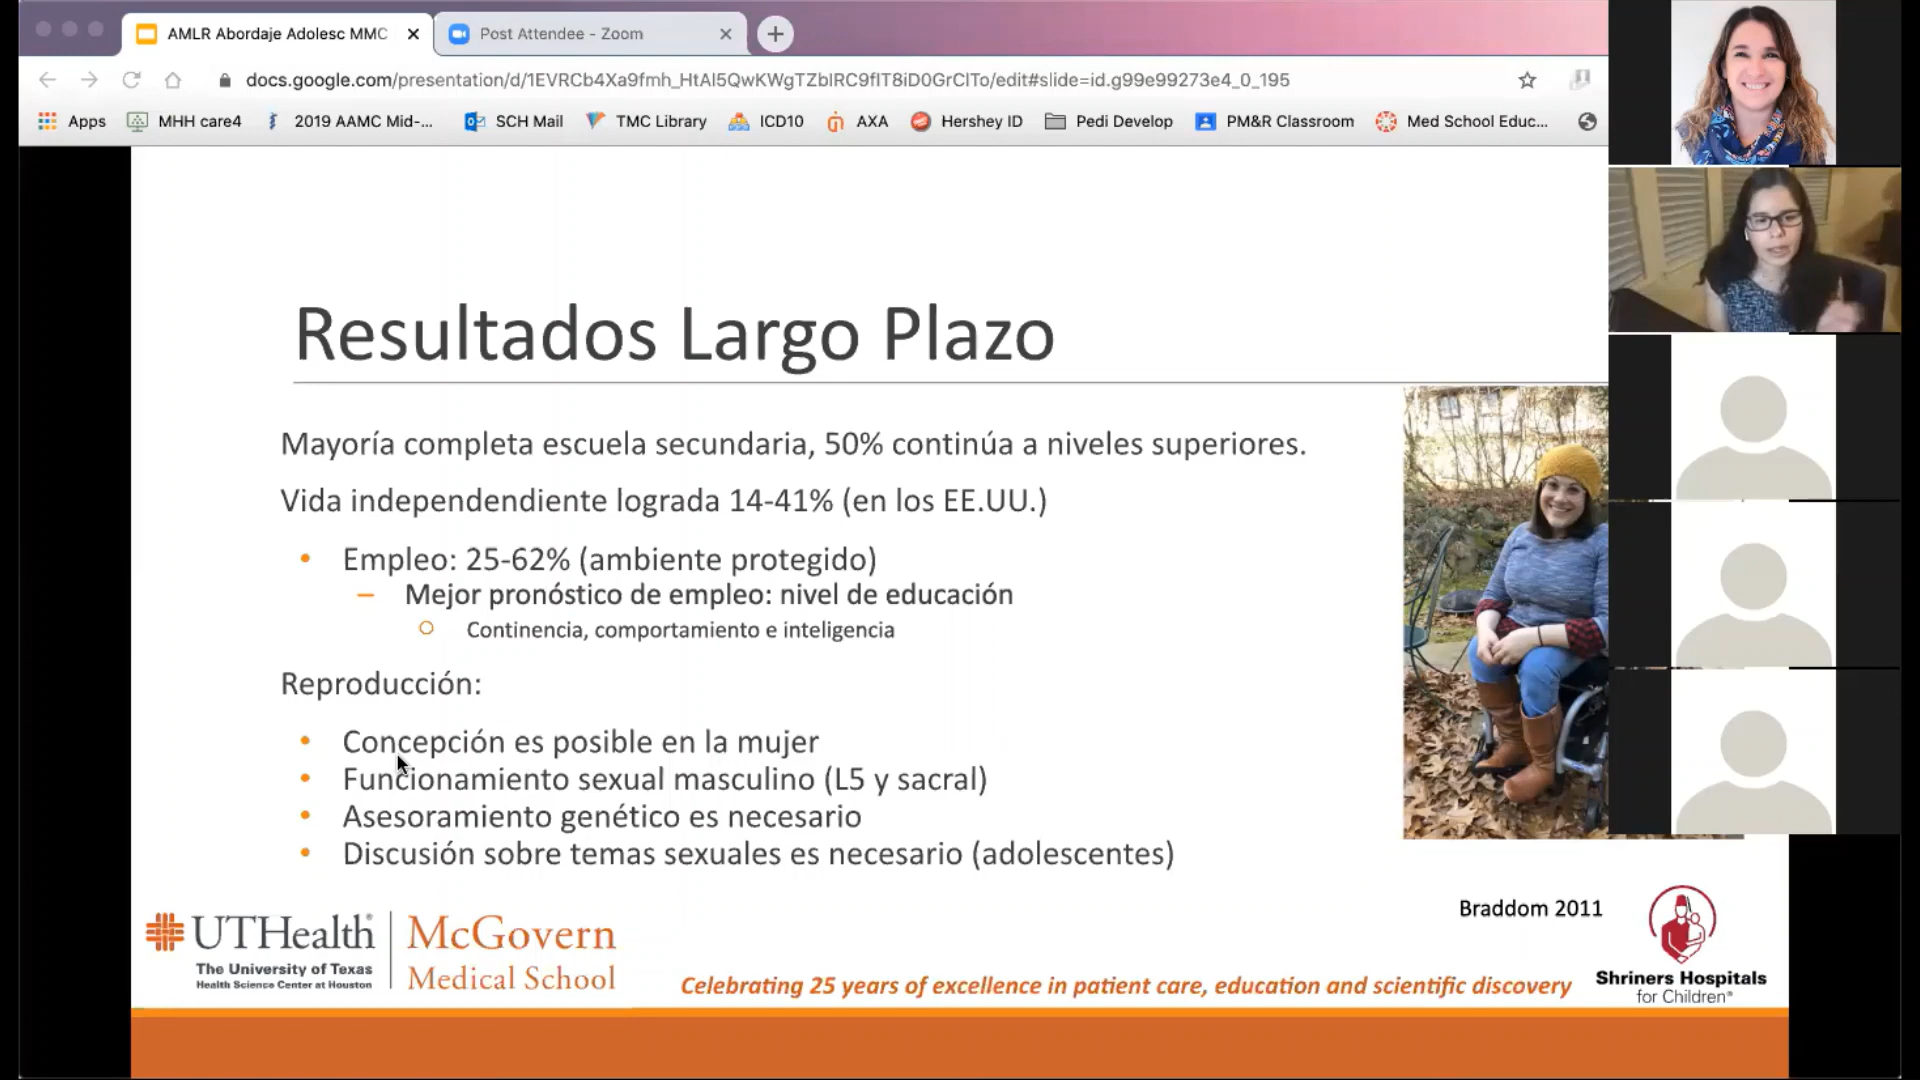 AMLR Abordaje Adolesc MMC
Post Attendee - Zoom
docs.google.com/presentation/d/1EVRCb4Xa9fmh_HtAl5QwKWgTZblRC9flT8iD0GrClTo/edit#slide=id.g99e99273e4_0_195
Apps MHH care4 2019 AAMC Mid-... SCH Mail TMC Library ICD10 AXA Hershey ID Pedi Develop PM&R Classroom Med School Educ...
Resultados Largo Plazo
Mayoría completa escuela secundaria, 50% continúa a niveles superiores.
Vida independendiente lograda 14-41% (en los EE.UU.)
• Empleo: 25-62% (ambiente protegido)
– Mejor pronóstico de empleo: nivel de educación
○ Continencia, comportamiento e inteligencia
Reproducción:
• Concepción es posible en la mujer
• Funcionamiento sexual masculino (L5 y sacral)
• Asesoramiento genético es necesario
• Discusión sobre temas sexuales es necesario (adolescentes)
Braddom 2011
UTHealth®
The University of Texas
Health Science Center at Houston
McGovern
Medical School
Celebrating 25 years of excellence in patient care, education and scientific discovery
Shriners Hospitals
for Children®